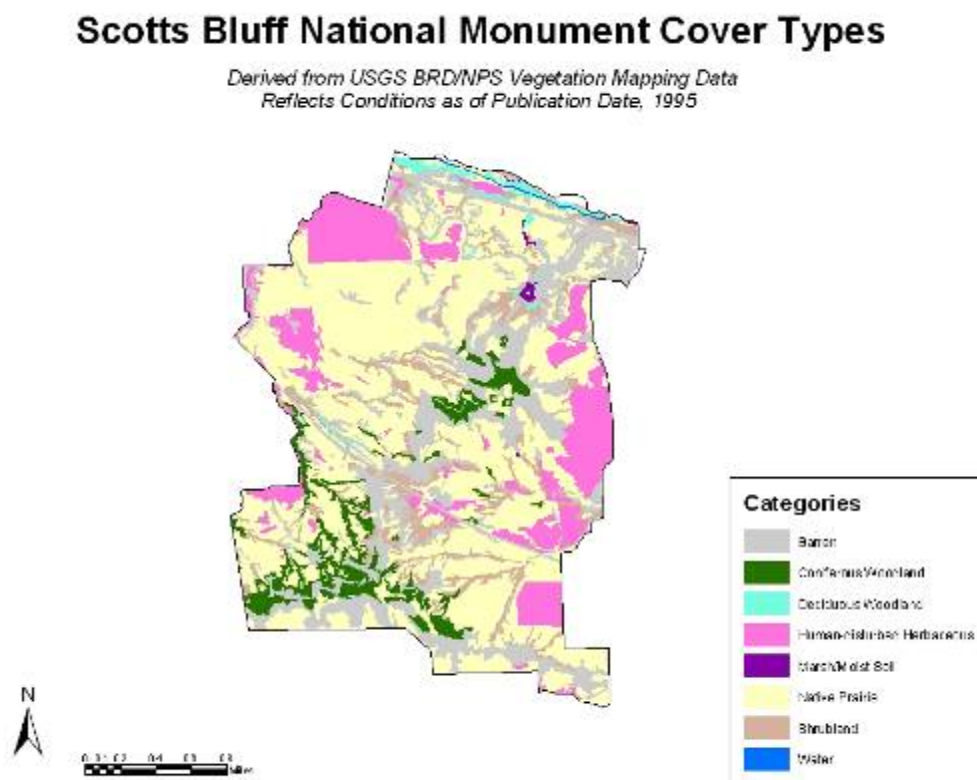 Scotts Bluff National Monument Cover Types
Derived from USGS BRD/NPS Vegetation Mapping Data
Reflects Conditions as of Publication Date, 1995
Categories
Barren
Coniferous Woodland
Deciduous Woodland
Human-disturbed Herbaceous
Marsh/Moist Soil
Native Prairie
Shrubland
Water
N
Miles